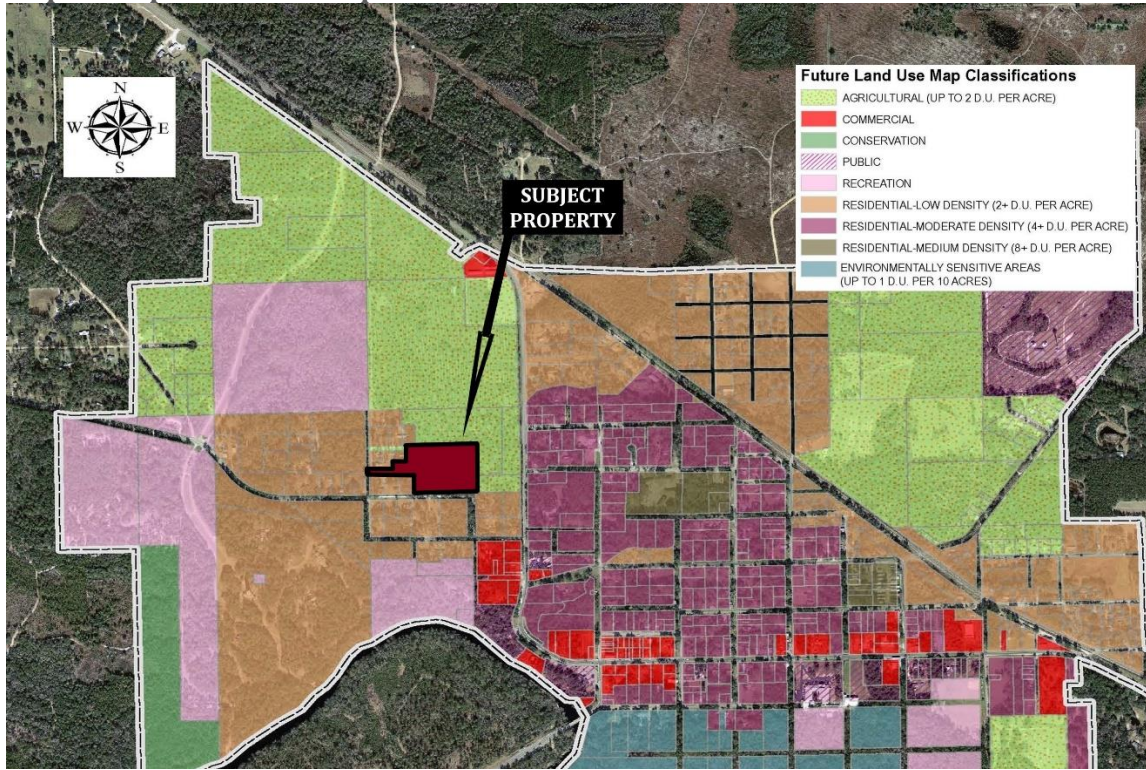 N
W E
S
SUBJECT
PROPERTY
Future Land Use Map Classifications
AGRICULTURAL (UP TO 2 D.U. PER ACRE)
COMMERCIAL
CONSERVATION
PUBLIC
RECREATION
RESIDENTIAL-LOW DENSITY (2+ D.U. PER ACRE)
RESIDENTIAL-MODERATE DENSITY (4+ D.U. PER ACRE)
RESIDENTIAL-MEDIUM DENSITY (8+ D.U. PER ACRE)
ENVIRONMENTALLY SENSITIVE AREAS
(UP TO 1 D.U. PER 10 ACRES)